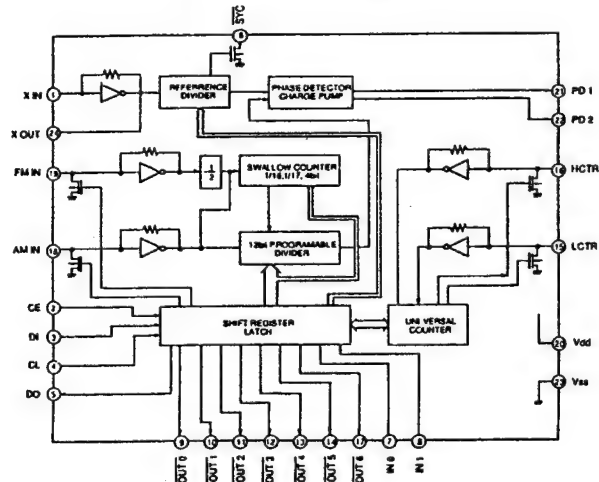 SYC
6
X IN 1
REFERRENCE
DIVIDER
PHASE DETECTOR
CHARGE PUMP
21 PD 1
X OUT 24
22 PD 2
FM IN 19
1/2
SWALLOW COUNTER
1/16,1/17, 4bit
16 HCTR
AM IN 18
12bit PROGRAMABLE
DIVIDER
15 LCTR
CE 2
DI 3
SHIFT REGISTER
LATCH
UNIVERSAL
COUNTER
CL 4
20 Vdd
DO 5
23 Vss
9 10 11 12 13 14 17 7 8
OUT 0
OUT 1
OUT 2
OUT 3
OUT 4
OUT 5
OUT 6
IN 0
IN 1